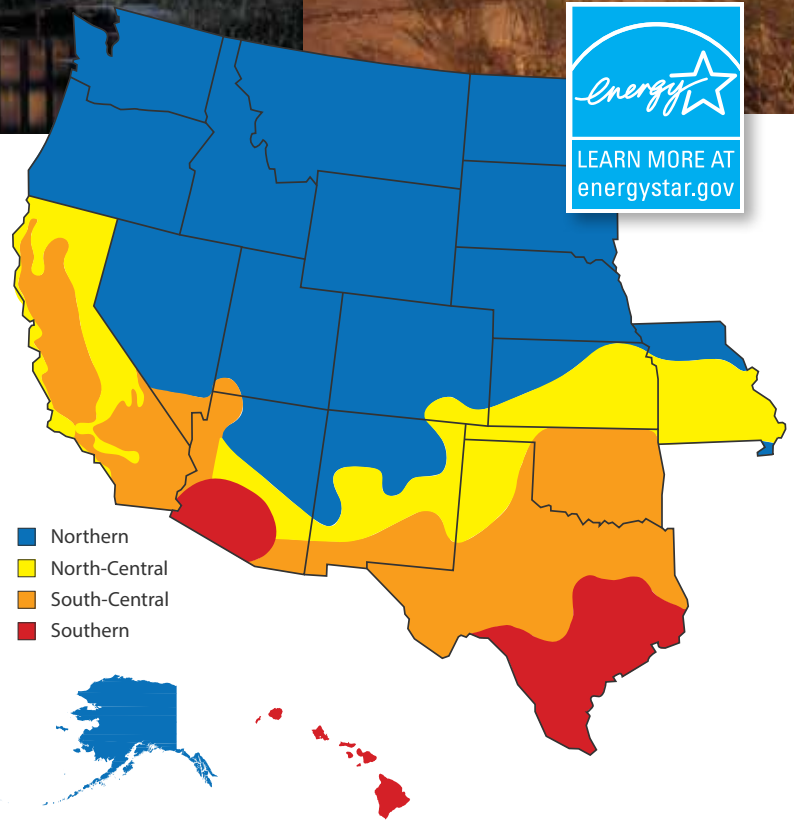 energy
LEARN MORE AT
energystar.gov
Northern
North-Central
South-Central
Southern